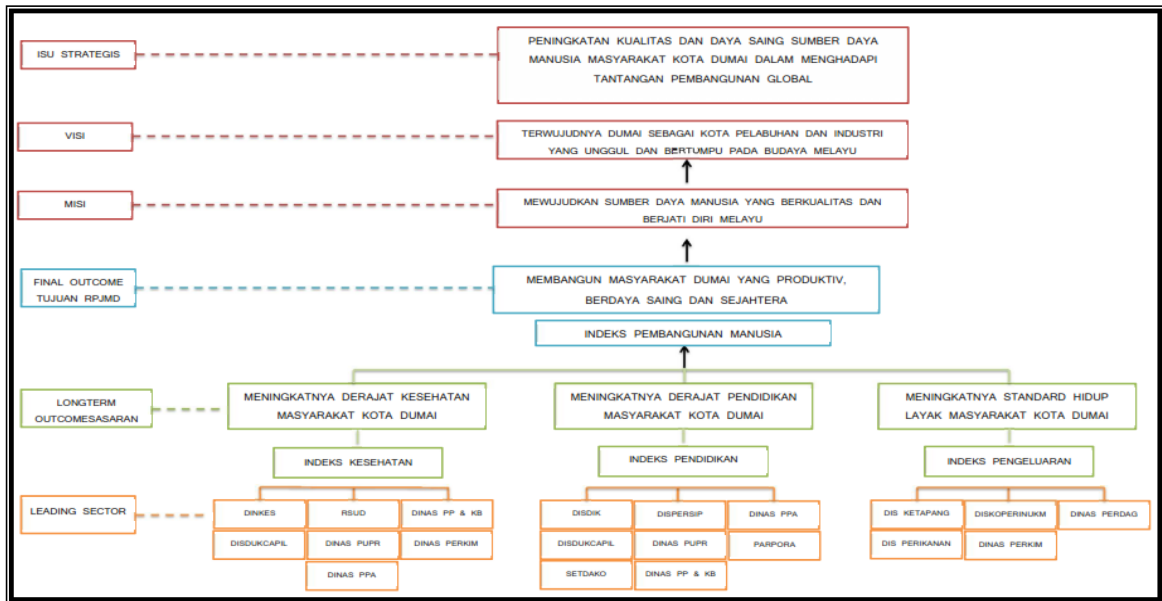 ISU STRATEGIS
PENINGKATAN KUALITAS DAN DAYA SAING SUMBER DAYA
MANUSIA MASYARAKAT KOTA DUMAI DALAM MENGHADAPI
TANTANGAN PEMBANGUNAN GLOBAL
VISI
TERWUJUDNYA DUMAI SEBAGAI KOTA PELABUHAN DAN INDUSTRI
YANG UNGGUL DAN BERTUMPU PADA BUDAYA MELAYU
MISI
MEWUJUDKAN SUMBER DAYA MANUSIA YANG BERKUALITAS DAN
BERJATI DIRI MELAYU
FINAL OUTCOME
TUJUAN RPJMD
MEMBANGUN MASYARAKAT DUMAI YANG PRODUKTIV,
BERDAYA SAING DAN SEJAHTERA
INDEKS PEMBANGUNAN MANUSIA
LONGTERM
OUTCOMESASARAN
MENINGKATNYA DERAJAT KESEHATAN
MASYARAKAT KOTA DUMAI
MENINGKATNYA DERAJAT PENDIDIKAN
MASYARAKAT KOTA DUMAI
MENINGKATNYA STANDARD HIDUP
LAYAK MASYARAKAT KOTA DUMAI
INDEKS KESEHATAN
INDEKS PENDIDIKAN
INDEKS PENGELUARAN
LEADING SECTOR
DINKES
RSUD
DINAS PP & KB
DISDUKCAPIL
DINAS PUPR
DINAS PERKIM
DINAS PPA
DISDIK
DISPERSIP
DINAS PPA
DISDUKCAPIL
DINAS PUPR
PARPORA
SETDAKO
DINAS PP & KB
DIS KETAPANG
DISKOPERINUKM
DINAS PERDAG
DIS PERIKANAN
DINAS PERKIM